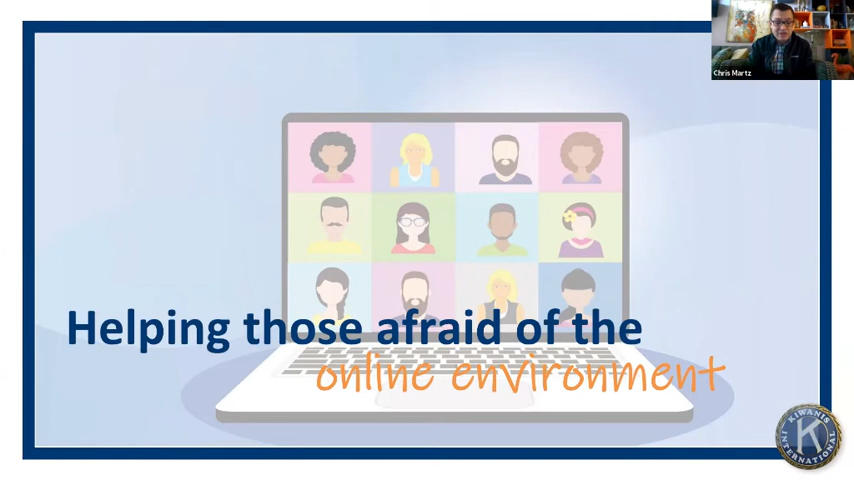 Chris Martz
Helping those afraid of the
online environment
KIWANIS
K
INTERNATIONAL